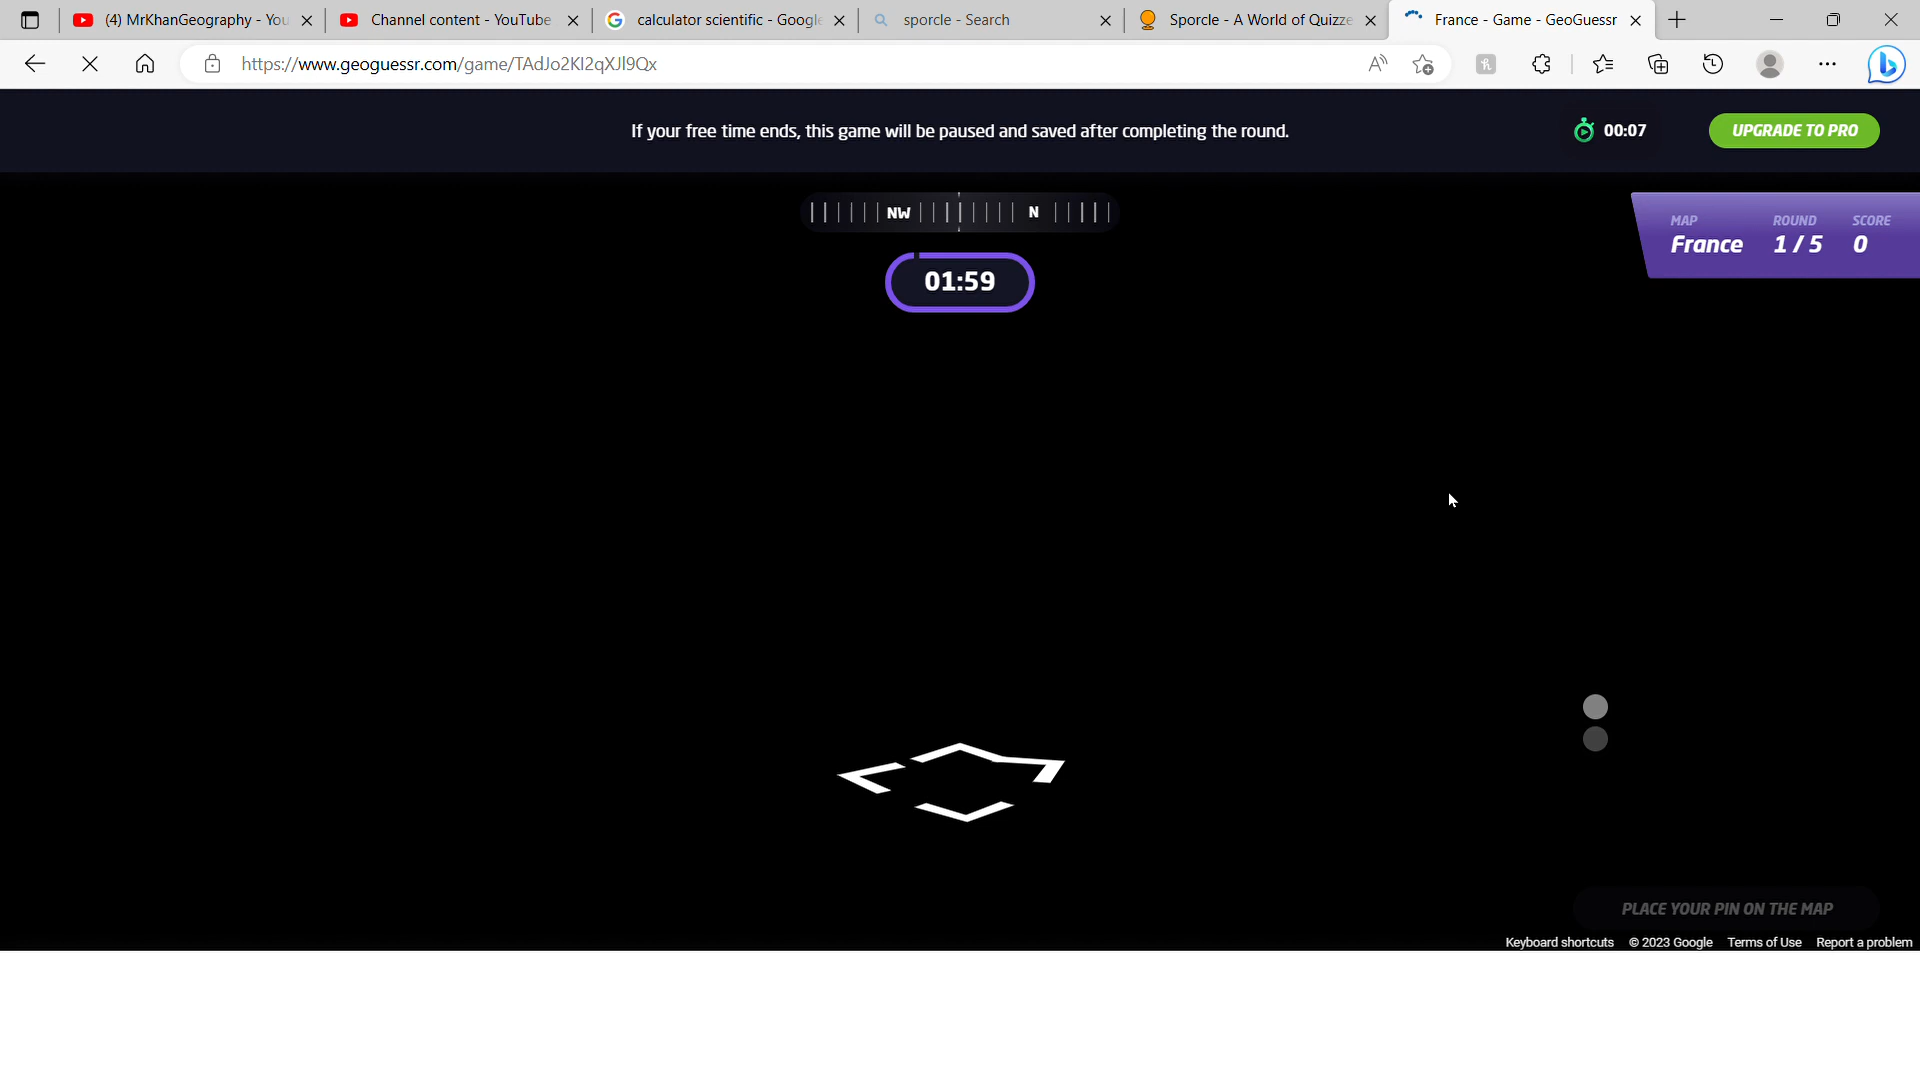 (4) MrKhanGeography - You
Channel content - YouTube
calculator scientific - Google
sporcle - Search
Sporcle - A World of Quizze
France - Game - GeoGuessr
https://www.geoguessr.com/game/TAdJo2KI2qXJl9Qx
If your free time ends, this game will be paused and saved after completing the round.
00:07
UPGRADE TO PRO
NW N
MAP ROUND SCORE
France 1 / 5 0
01:59
PLACE YOUR PIN ON THE MAP
Keyboard shortcuts © 2023 Google Terms of Use Report a problem